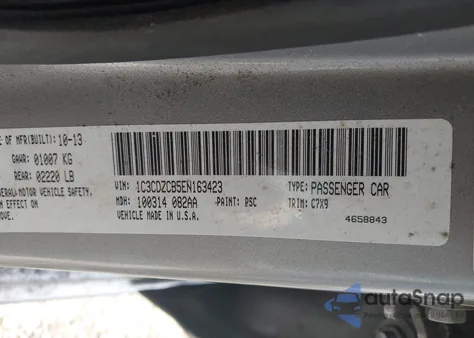 E OF MFR(BUILT): 10-13
GAWR: 01007 KG
REAR: 02220 LB
MOTOR VEHICLE SAFETY.
EFFECT ON
OVE.
VIN: 1C3CDZCB5EN163423
TYPE: PASSENGER CAR
MDH: 100314 082AA
PAINT: PSC
TRIM: C7X9
VEHICLE MADE IN U.S.A.
4658843
autoSnap